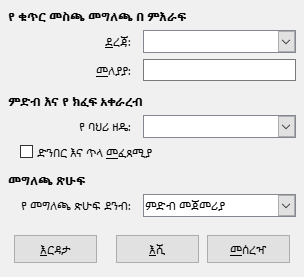 የ ቁጥር መስጫ መግለጫ በ ምእራፍ
ደረጃ:
መለያያ:
ምድብ እና የ ክፈፍ አቀራረብ
የ ባህሪ ዘዴ:
ድንበር እና ጥላ መፈጸሚያ
መግለጫ ጽሁፍ
የ መግለጫ ጽሁፍ ደንብ: ምድብ መጀመሪያ
እርዳታ እሺ መሰረዣ